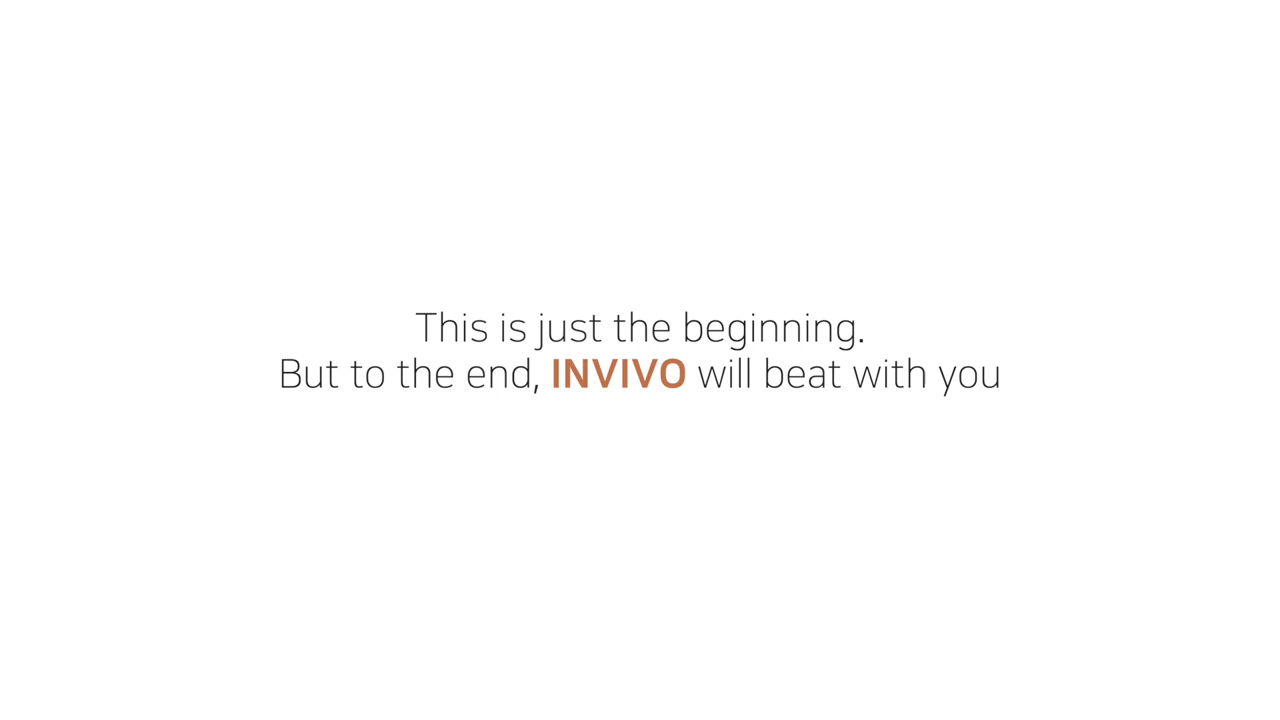 This is just the beginning.
But to the end, INVIVO will beat with you